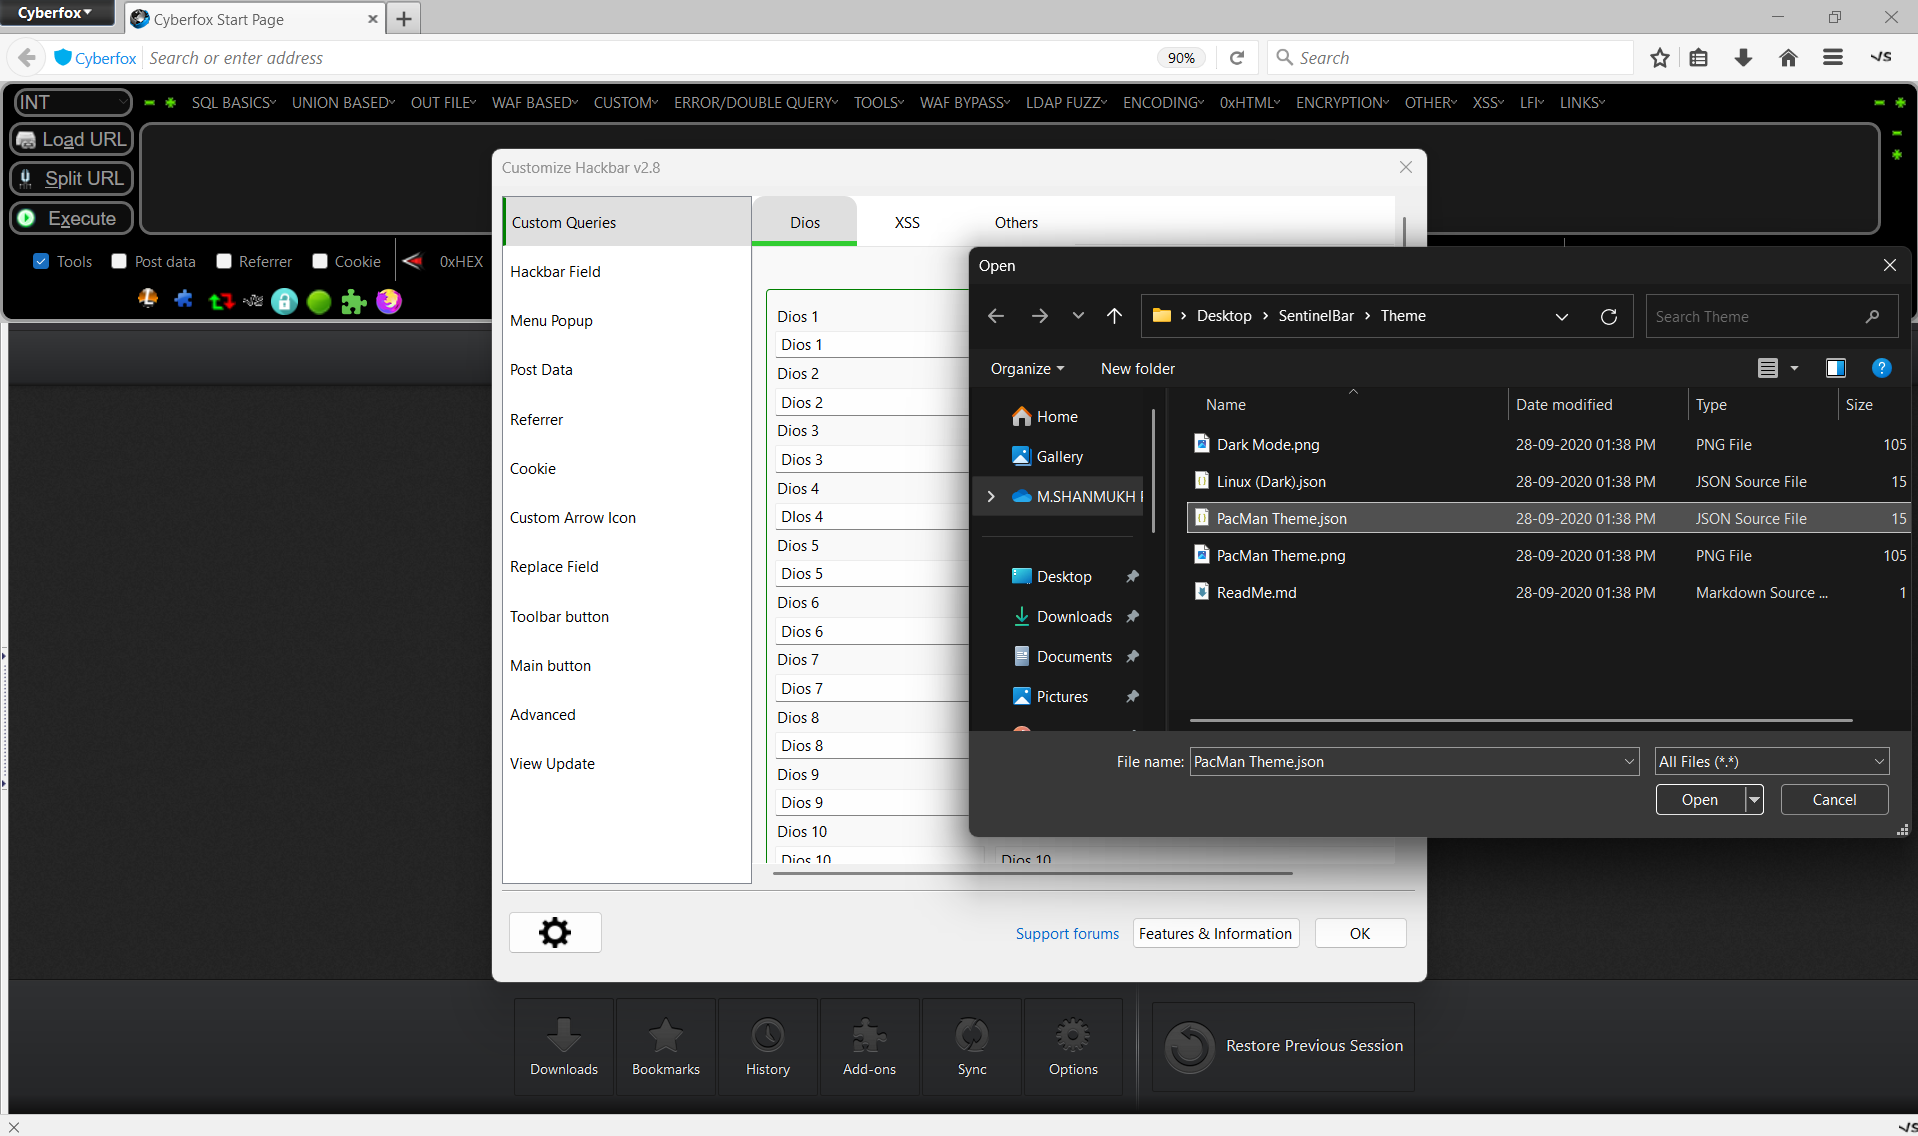 Cyberfox
Cyberfox Start Page
Cyberfox
Search or enter address
90%
Search
INT
SQL BASICS
UNION BASED
OUT FILE
WAF BASED
CUSTOM
ERROR/DOUBLE QUERY
TOOLS
WAF BYPASS
LDAP FUZZ
ENCODING
0xHTML
ENCRYPTION
OTHER
XSS
LFI
LINKS
Load URL
Split URL
Execute
Tools
Post data
Referrer
Cookie
0xHEX
Customize Hackbar v2.8
Custom Queries
Hackbar Field
Menu Popup
Post Data
Referrer
Cookie
Custom Arrow Icon
Replace Field
Toolbar button
Main button
Advanced
View Update
Dios
XSS
Others
Dios 1
Dios 1
Dios 2
Dios 2
Dios 3
Dios 3
Dios 4
DIos 4
Dios 5
Dios 5
Dios 6
Dios 6
Dios 7
Dios 7
Dios 8
Dios 8
Dios 9
Dios 9
Dios 10
Dios 10
Dios 10
Support forums
Features & Information
OK
Open
Desktop
SentinelBar
Theme
Search Theme
Organize
New folder
Home
Gallery
M.SHANMUKH
Desktop
Downloads
Documents
Pictures
Name Date modified Type Size
Dark Mode.png 28-09-2020 01:38 PM PNG File 105
Linux (Dark).json 28-09-2020 01:38 PM JSON Source File 15
PacMan Theme.json 28-09-2020 01:38 PM JSON Source File 15
PacMan Theme.png 28-09-2020 01:38 PM PNG File 105
ReadMe.md 28-09-2020 01:38 PM Markdown Source ... 1
File name: PacMan Theme.json
All Files (*.*)
Open
Cancel
Downloads
Bookmarks
History
Add-ons
Sync
Options
Restore Previous Session